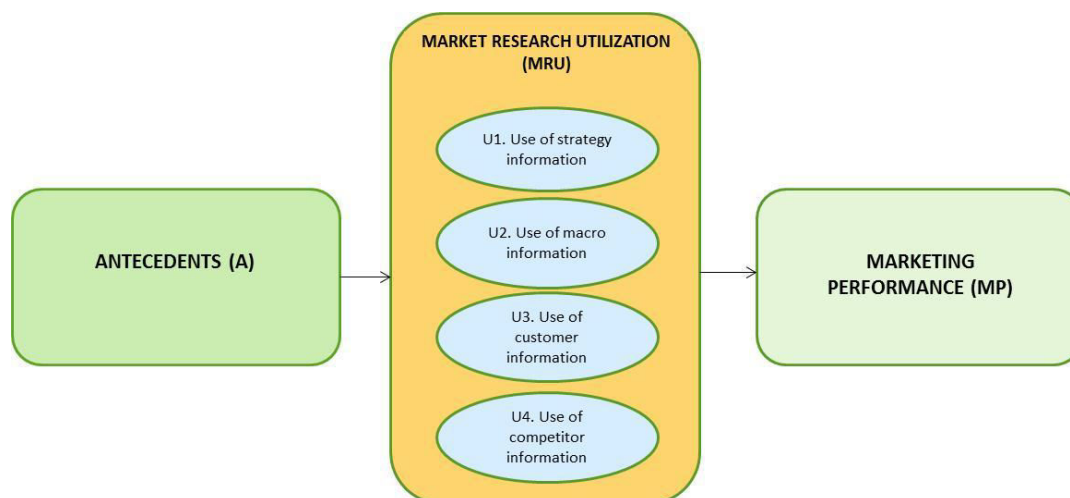 MARKET RESEARCH UTILIZATION
(MRU)
U1. Use of strategy
information
U2. Use of macro
information
U3. Use of
customer
information
U4. Use of
competitor
information
ANTECEDENTS (A)
MARKETING
PERFORMANCE (MP)